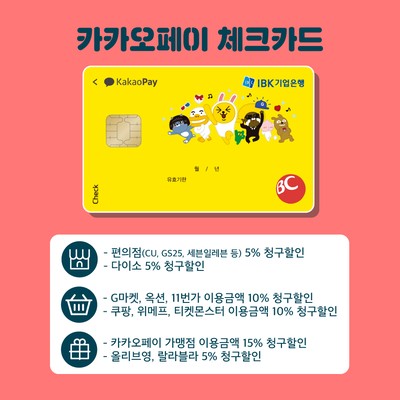 카카오페이 체크카드
< KakaoPay
IBK기업은행
월 / 년
유효기한
Check
BC
- 편의점(CU, GS25, 세븐일레븐 등) 5% 청구할인
- 다이소 5% 청구할인
- G마켓, 옥션, 11번가 이용금액 10% 청구할인
- 쿠팡, 위메프, 티켓몬스터 이용금액 10% 청구할인
- 카카오페이 가맹점 이용금액 15% 청구할인
- 올리브영, 랄라블라 5% 청구할인